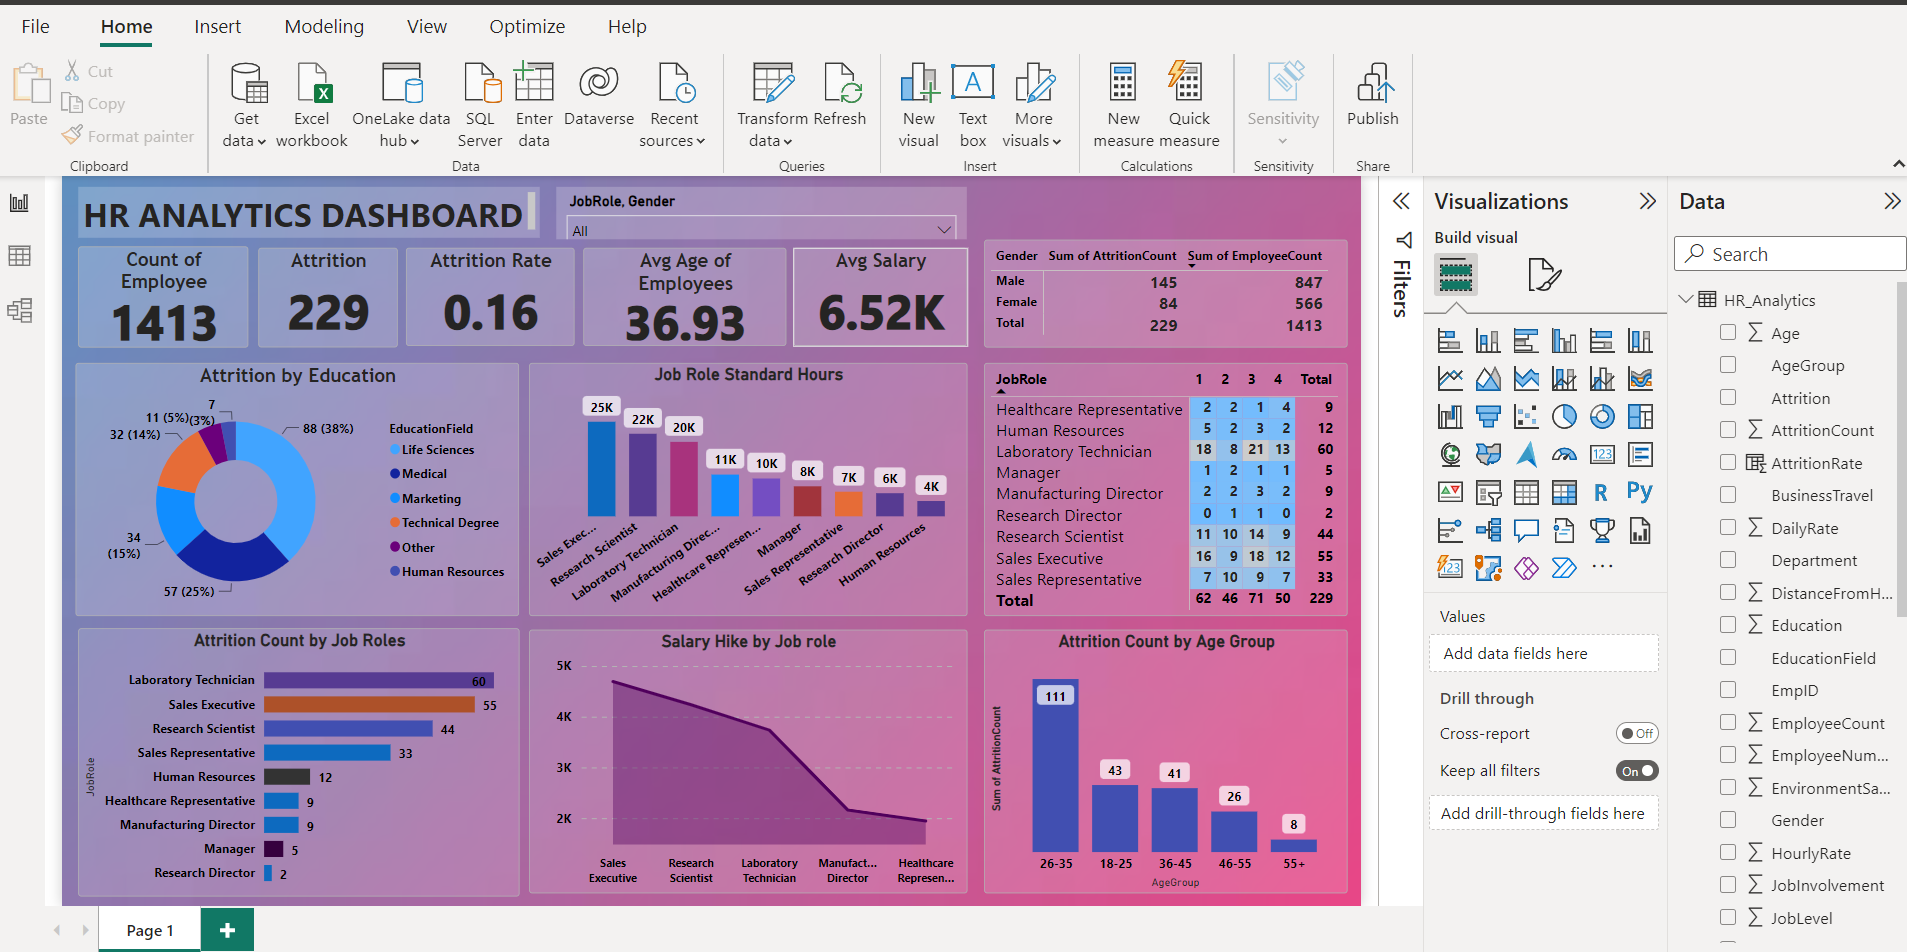 File Home Insert Modeling View Optimize Help
Paste
Cut
Copy
Format painter
Clipboard
Get data
Excel workbook
OneLake data hub
SQL Server
Enter data
Dataverse
Recent sources
Data
Transform data
Refresh
Queries
New visual
Text box
More visuals
Insert
New measure
Quick measure
Calculations
Sensitivity
Sensitivity
Publish
Share
HR ANALYTICS DASHBOARD
JobRole, Gender
All
Count of Employee
1413
Attrition
229
Attrition Rate
0.16
Avg Age of Employees
36.93
Avg Salary
6.52K
Gender Sum of AttritionCount Sum of EmployeeCount
Male 145 847
Female 84 566
Total 229 1413
Attrition by Education
7
(3%)
11 (5%)
32 (14%)
88 (38%)
34
(15%)
57 (25%)
EducationField
Life Sciences
Medical
Marketing
Technical Degree
Other
Human Resources
Job Role Standard Hours
25K
22K
20K
11K
10K
8K
7K
6K
4K
Sales Exec...
Research Scientist
Laboratory Technician
Manufacturing Direc...
Healthcare Represen...
Manager
Sales Representative
Research Director
Human Resources
JobRole 1 2 3 4 Total
Healthcare Representative 2 2 1 4 9
Human Resources 5 2 3 2 12
Laboratory Technician 18 8 21 13 60
Manager 1 2 1 1 5
Manufacturing Director 2 2 3 2 9
Research Director 0 1 1 0 2
Research Scientist 11 10 14 9 44
Sales Executive 16 9 18 12 55
Sales Representative 7 10 9 7 33
Total 62 46 71 50 229
Attrition Count by Job Roles
JobRole
Laboratory Technician 60
Sales Executive 55
Research Scientist 44
Sales Representative 33
Human Resources 12
Healthcare Representative 9
Manufacturing Director 9
Manager 5
Research Director 2
Salary Hike by Job role
5K
4K
3K
2K
Sales Executive
Research Scientist
Laboratory Technician
Manufact... Director
Healthcare Represen...
Attrition Count by Age Group
Sum of AttritionCount
111
43
41
26
8
26-35 18-25 36-45 46-55 55+
AgeGroup
Page 1
+
Filters
Visualizations
Build visual
123
R
Py
123
...
Values
Add data fields here
Drill through
Cross-report Off
Keep all filters On
Add drill-through fields here
Data
Search
HR_Analytics
Age
AgeGroup
Attrition
AttritionCount
AttritionRate
BusinessTravel
DailyRate
Department
DistanceFromH...
Education
EducationField
EmpID
EmployeeCount
EmployeeNum...
EnvironmentSa...
Gender
HourlyRate
JobInvolvement
JobLevel